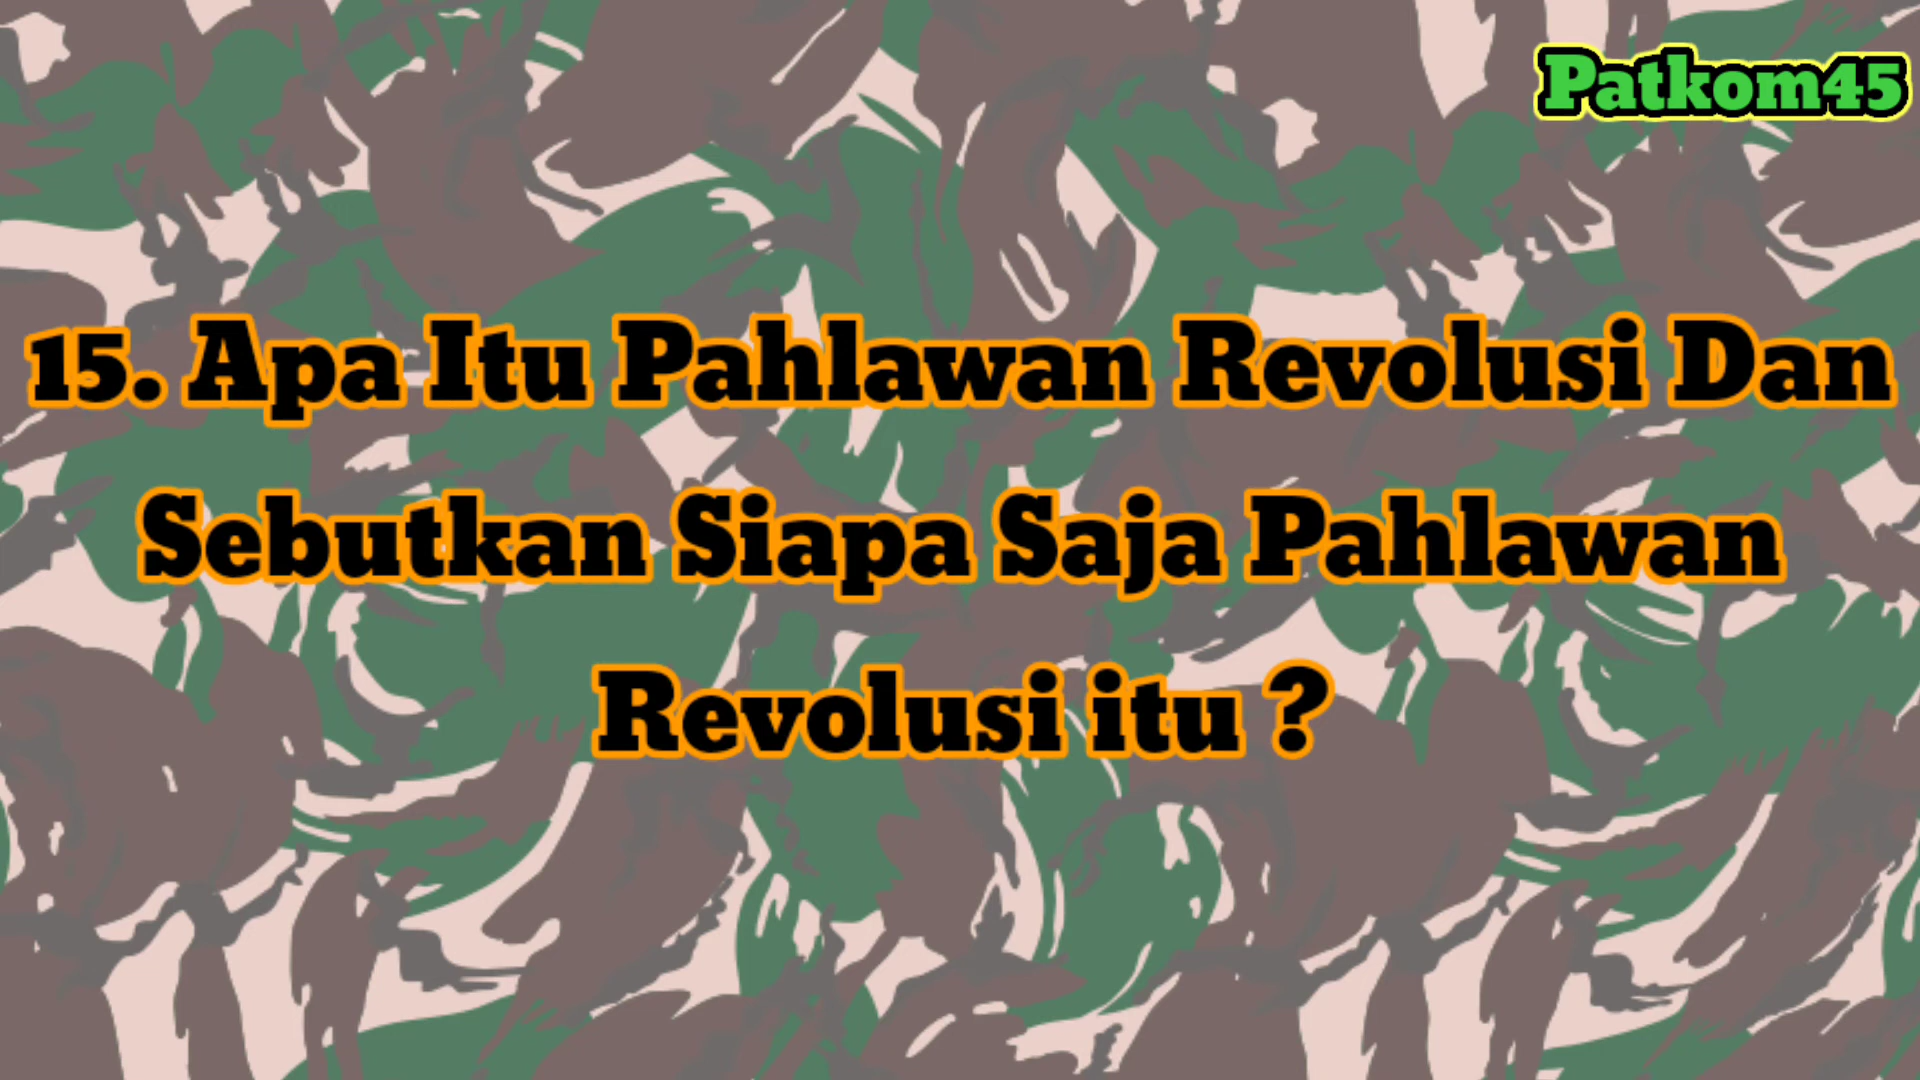 Patkom45
15. Apa Itu Pahlawan Revolusi Dan
Sebutkan Siapa Saja Pahlawan
Revolusi itu ?